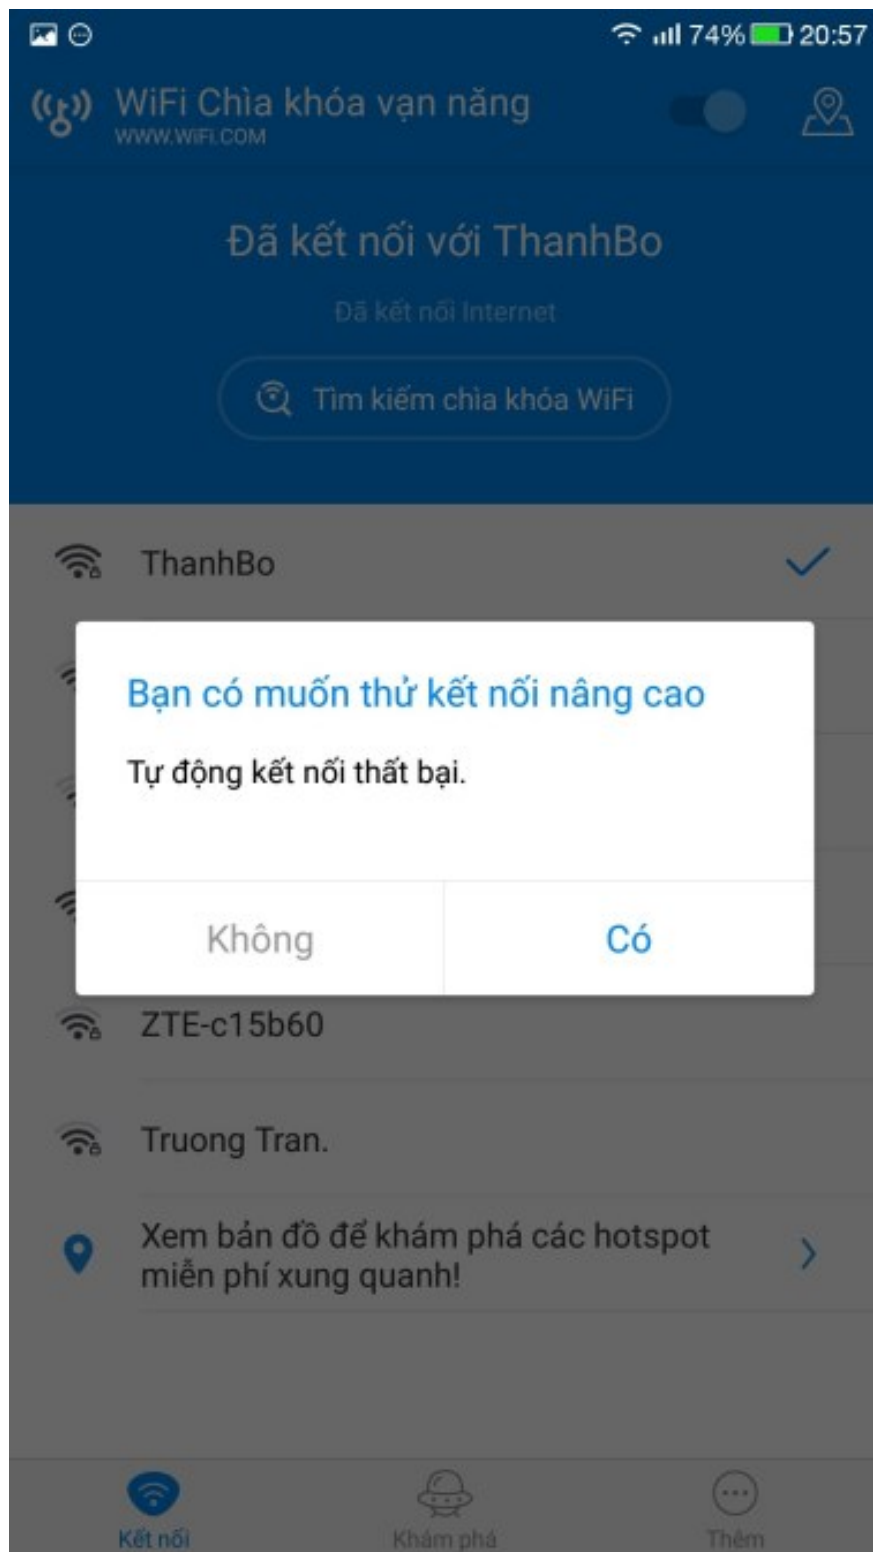 74% 20:57
WiFi Chìa khóa vạn năng
WWW.WIFI.COM
Đã kết nối với ThanhBo
Đã kết nối Internet
Tìm kiếm chìa khóa WiFi
ThanhBo
Bạn có muốn thử kết nối nâng cao
Tự động kết nối thất bại.
Không Có
ZTE-c15b60
Truong Tran.
Xem bản đồ để khám phá các hotspot
miễn phí xung quanh!
Kết nối Khám phá Thêm